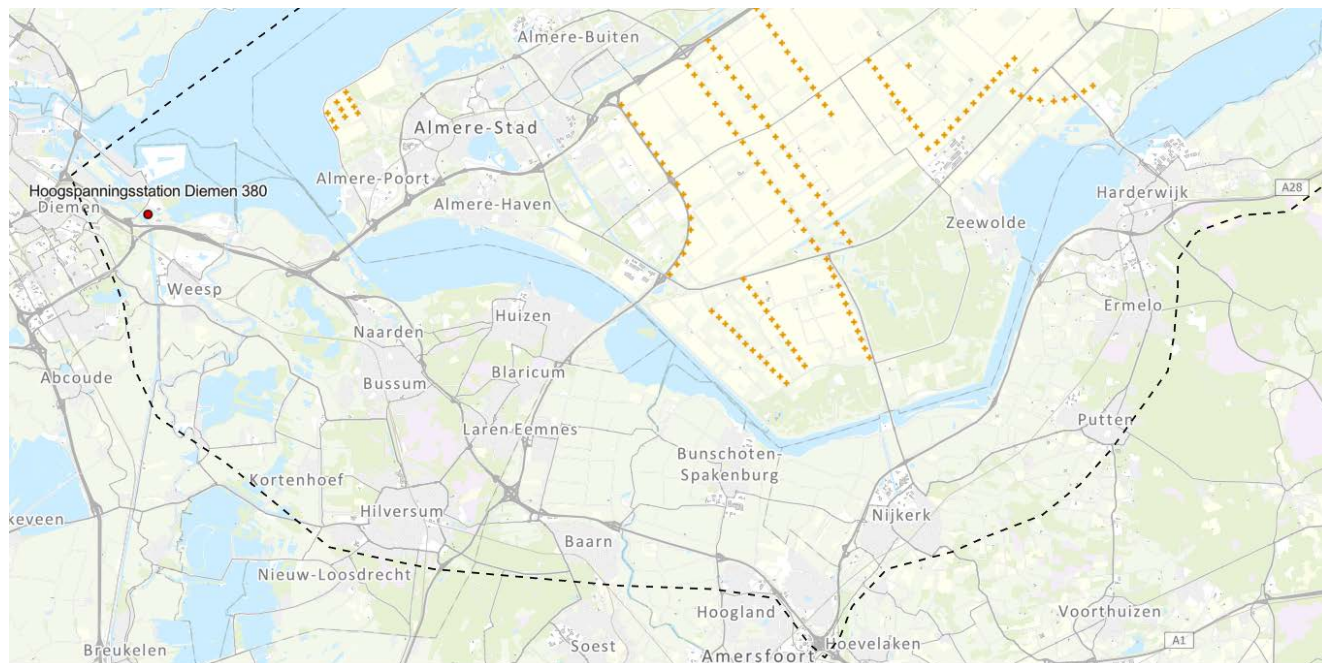 Almere-Buiten
Almere-Stad
Almere-Poort
Hoogspanningsstation Diemen 380
Diemen
Almere-Haven
Harderwijk
A28
Zeewolde
Weesp
Naarden
Huizen
Ermelo
Abcoude
Bussum
Blaricum
Laren
Eemnes
Putten
Bunschoten-
Spakenburg
Kortenhoef
Hilversum
Nijkerk
keveen
Baarn
Nieuw-Loosdrecht
Hoogland
Voorthuizen
Breukelen
Soest
Amersfoort
Hoevelaken
A1